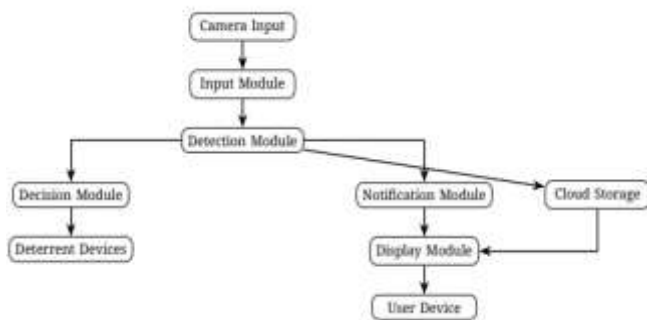 Camera Input
Input Module
Detection Module
Decision Module
Notification Module
Cloud Storage
Deterrent Devices
Display Module
User Device